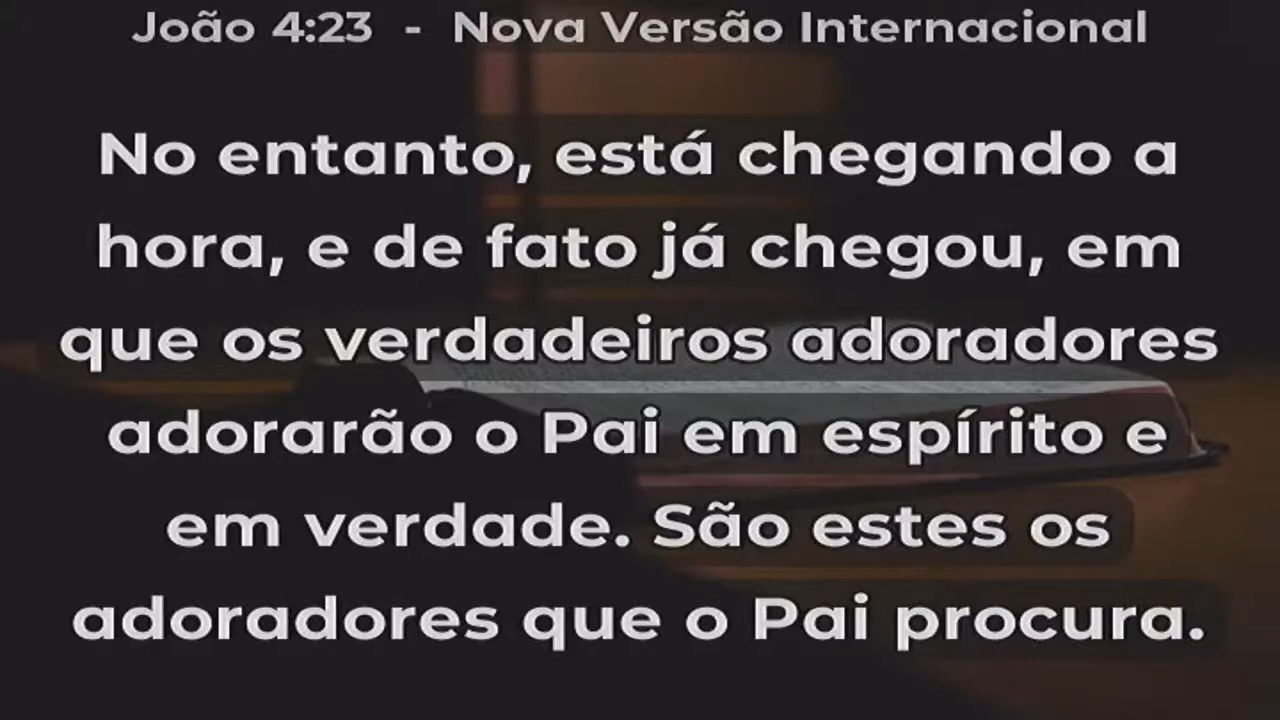 João 4:23 - Nova Versão Internacional
No entanto, está chegando a
hora, e de fato já chegou, em
que os verdadeiros adoradores
adorarão o Pai em espírito e
em verdade. São estes os
adoradores que o Pai procura.